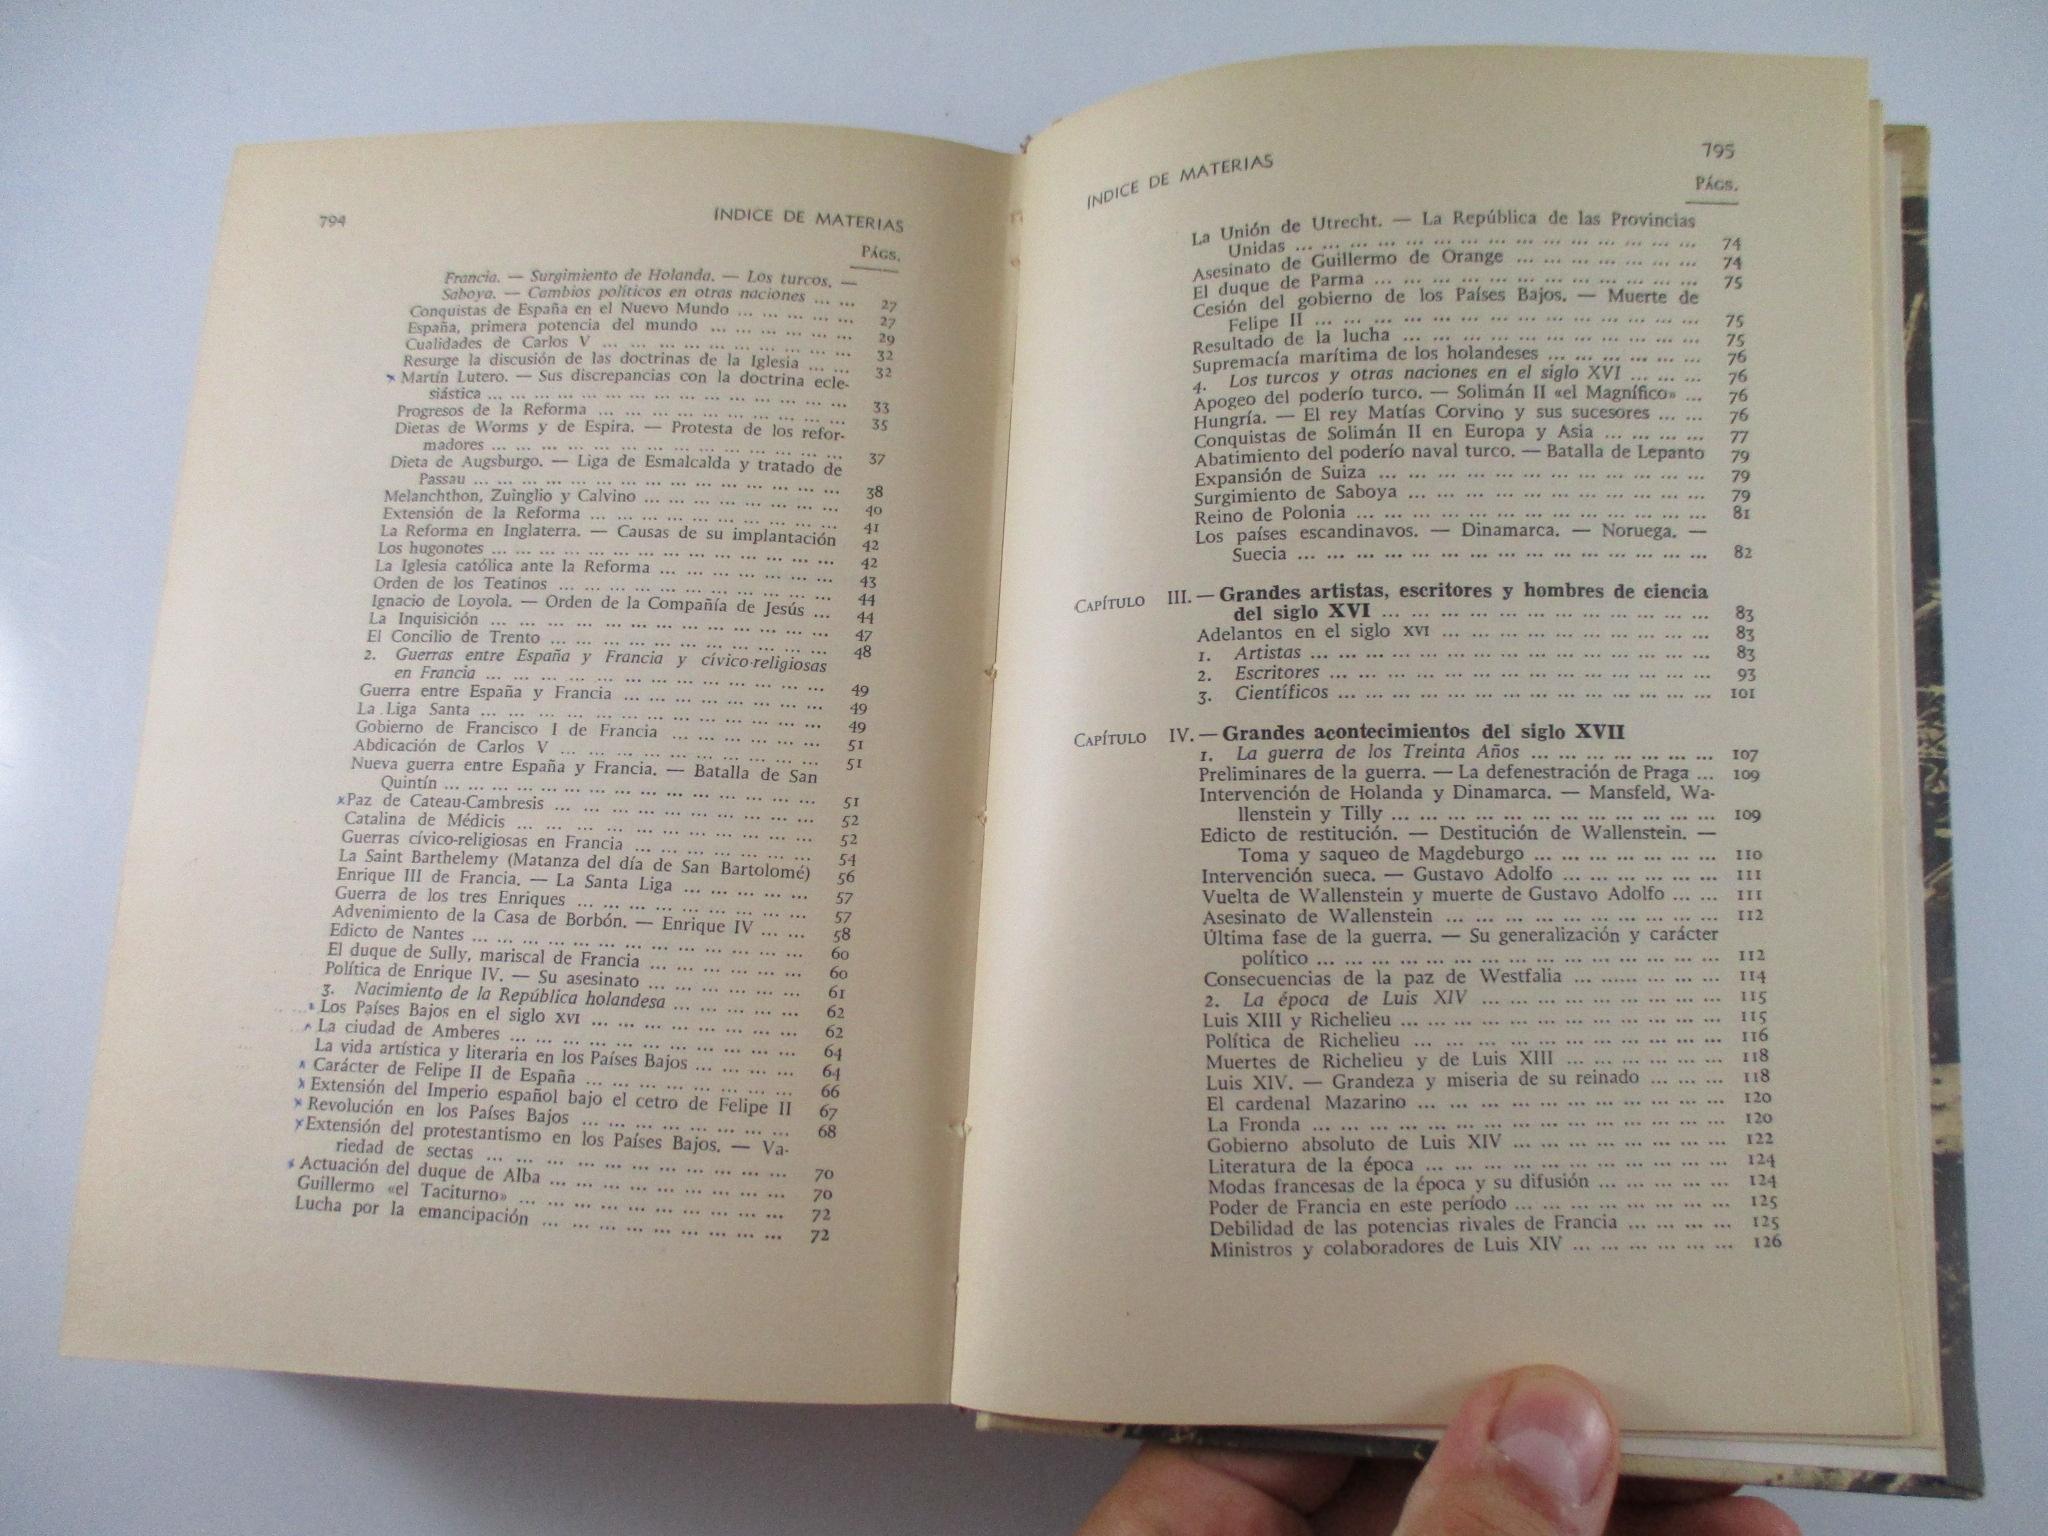 794
ÍNDICE DE MATERIAS
PÁGS.
Francia. — Surgimiento de Holanda. — Los turcos. —
Saboya. — Cambios políticos en otras naciones ... ... 27
Conquistas de España en el Nuevo Mundo ... ... ... ... ... 27
España, primera potencia del mundo ... ... ... ... ... ... 29
Cualidades de Carlos V ... ... ... ... ... ... ... ... ... ... 32
Resurge la discusión de las doctrinas de la Iglesia ... ... 32
Martín Lutero. — Sus discrepancias con la doctrina ecle-
siástica ... ... ... ... ... ... ... ... ... ... ... ... ... ... 33
Progresos de la Reforma ... ... ... ... ... ... ... ... ... ... 35
Dietas de Worms y de Espira. — Protesta de los refor-
madores ... ... ... ... ... ... ... ... ... ... ... ... ... ... 37
Dieta de Augsburgo. — Liga de Esmalcalda y tratado de
Passau ... ... ... ... ... ... ... ... ... ... ... ... ... ... 38
Melanchthon, Zuinglio y Calvino ... ... ... ... ... ... ... 40
Extensión de la Reforma ... ... ... ... ... ... ... ... ... ... 41
La Reforma en Inglaterra. — Causas de su implantación 42
Los hugonotes ... ... ... ... ... ... ... ... ... ... ... ... ... 42
La Iglesia católica ante la Reforma ... ... ... ... ... ... ... 43
Orden de los Teatinos ... ... ... ... ... ... ... ... ... ... ... 44
Ignacio de Loyola. — Orden de la Compañía de Jesús ... 44
La Inquisición ... ... ... ... ... ... ... ... ... ... ... ... ... 47
El Concilio de Trento ... ... ... ... ... ... ... ... ... ... ... 48
2. Guerras entre España y Francia y cívico-religiosas
en Francia ... ... ... ... ... ... ... ... ... ... ... ... ... 49
Guerra entre España y Francia ... ... ... ... ... ... ... ... 49
La Liga Santa ... ... ... ... ... ... ... ... ... ... ... ... ... 49
Gobierno de Francisco I de Francia ... ... ... ... ... ... 51
Abdicación de Carlos V ... ... ... ... ... ... ... ... ... ... 51
Nueva guerra entre España y Francia. — Batalla de San
Quintín ... ... ... ... ... ... ... ... ... ... ... ... ... ... 51
Paz de Cateau-Cambresis ... ... ... ... ... ... ... ... ... ... 52
Catalina de Médicis ... ... ... ... ... ... ... ... ... ... ... 52
Guerras cívico-religiosas en Francia ... ... ... ... ... ... ... 54
La Saint Barthelemy (Matanza del día de San Bartolomé) 56
Enrique III de Francia. — La Santa Liga ... ... ... ... ... 57
Guerra de los tres Enriques ... ... ... ... ... ... ... ... ... 57
Advenimiento de la Casa de Borbón. — Enrique IV ... ... 58
Edicto de Nantes ... ... ... ... ... ... ... ... ... ... ... ... 60
El duque de Sully, mariscal de Francia ... ... ... ... ... ... 60
Política de Enrique IV. — Su asesinato ... ... ... ... ... ... 61
3. Nacimiento de la República holandesa ... ... ... ... ... 62
Los Países Bajos en el siglo XVI ... ... ... ... ... ... ... ... 62
La ciudad de Amberes ... ... ... ... ... ... ... ... ... ... ... 64
La vida artística y literaria en los Países Bajos ... ... ... ... 64
Carácter de Felipe II de España ... ... ... ... ... ... ... ... 66
Extensión del Imperio español bajo el cetro de Felipe II 67
Revolución en los Países Bajos ... ... ... ... ... ... ... ... 68
Extensión del protestantismo en los Países Bajos. — Va-
riedad de sectas ... ... ... ... ... ... ... ... ... ... ... 70
Actuación del duque de Alba ... ... ... ... ... ... ... ... ... 70
Guillermo «el Taciturno» ... ... ... ... ... ... ... ... ... ... 72
Lucha por la emancipación ... ... ... ... ... ... ... ... ... 72
ÍNDICE DE MATERIAS
795
PÁGS.
La Unión de Utrecht. — La República de las Provincias
Unidas ... ... ... ... ... ... ... ... ... ... ... ... ... ... ... 74
Asesinato de Guillermo de Orange ... ... ... ... ... ... ... 74
El duque de Parma ... ... ... ... ... ... ... ... ... ... ... ... 75
Cesión del gobierno de los Países Bajos. — Muerte de
Felipe II ... ... ... ... ... ... ... ... ... ... ... ... ... ... 75
Resultado de la lucha ... ... ... ... ... ... ... ... ... ... ... 75
Supremacía marítima de los holandeses ... ... ... ... ... ... 76
4. Los turcos y otras naciones en el siglo XVI ... ... ... 76
Apogeo del poderío turco. — Solimán II «el Magnífico» ... 76
Hungría. — El rey Matías Corvino y sus sucesores ... ... 76
Conquistas de Solimán II en Europa y Asia ... ... ... ... 77
Abatimiento del poderío naval turco. — Batalla de Lepanto 79
Expansión de Suiza ... ... ... ... ... ... ... ... ... ... ... ... 79
Surgimiento de Saboya ... ... ... ... ... ... ... ... ... ... ... 79
Reino de Polonia ... ... ... ... ... ... ... ... ... ... ... ... ... 81
Los países escandinavos. — Dinamarca. — Noruega. —
Suecia ... ... ... ... ... ... ... ... ... ... ... ... ... ... ... 82
CAPÍTULO III. — Grandes artistas, escritores y hombres de ciencia
del siglo XVI ... ... ... ... ... ... ... ... ... ... ... ... 83
Adelantos en el siglo XVI ... ... ... ... ... ... ... ... ... ... 83
1. Artistas ... ... ... ... ... ... ... ... ... ... ... ... ... ... ... 83
2. Escritores ... ... ... ... ... ... ... ... ... ... ... ... ... ... 93
3. Científicos ... ... ... ... ... ... ... ... ... ... ... ... ... ... 101
CAPÍTULO IV. — Grandes acontecimientos del siglo XVII
1. La guerra de los Treinta Años ... ... ... ... ... ... ... 107
Preliminares de la guerra. — La defenestración de Praga ... 109
Intervención de Holanda y Dinamarca. — Mansfeld, Wa-
llenstein y Tilly ... ... ... ... ... ... ... ... ... ... ... ... 109
Edicto de restitución. — Destitución de Wallenstein. —
Toma y saqueo de Magdeburgo ... ... ... ... ... ... ... 110
Intervención sueca. — Gustavo Adolfo ... ... ... ... ... ... 111
Vuelta de Wallenstein y muerte de Gustavo Adolfo ... ... 111
Asesinato de Wallenstein ... ... ... ... ... ... ... ... ... ... 112
Última fase de la guerra. — Su generalización y carácter
político ... ... ... ... ... ... ... ... ... ... ... ... ... ... ... 112
Consecuencias de la paz de Westfalia ... ... ... ... ... ... 114
2. La época de Luis XIV ... ... ... ... ... ... ... ... ... 115
Luis XIII y Richelieu ... ... ... ... ... ... ... ... ... ... ... ... 115
Política de Richelieu ... ... ... ... ... ... ... ... ... ... ... ... 116
Muertes de Richelieu y de Luis XIII ... ... ... ... ... ... 118
Luis XIV. — Grandeza y miseria de su reinado ... ... ... 118
El cardenal Mazarino ... ... ... ... ... ... ... ... ... ... ... 120
La Fronda ... ... ... ... ... ... ... ... ... ... ... ... ... ... ... 120
Gobierno absoluto de Luis XIV ... ... ... ... ... ... ... ... 122
Literatura de la época ... ... ... ... ... ... ... ... ... ... ... 124
Modas francesas de la época y su difusión ... ... ... ... ... 124
Poder de Francia en este período ... ... ... ... ... ... ... ... 125
Debilidad de las potencias rivales de Francia ... ... ... ... 125
Ministros y colaboradores de Luis XIV ... ... ... ... ... ... 126